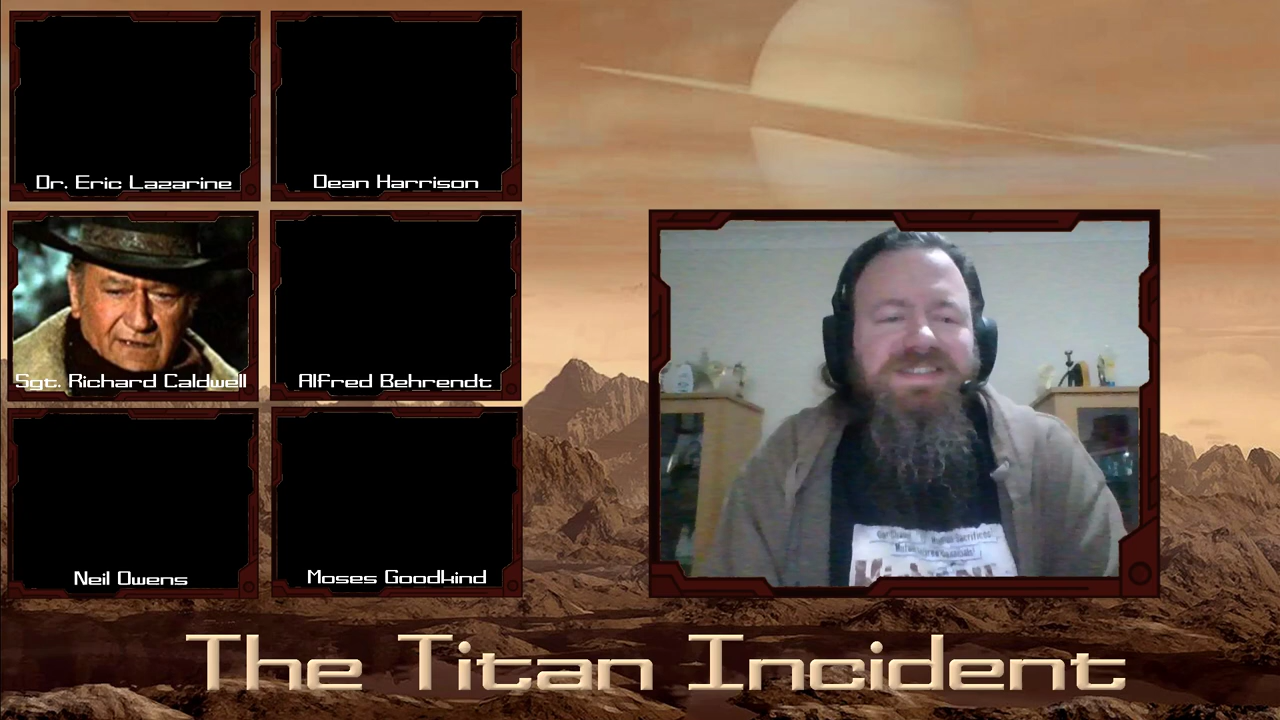 Dr. Eric Lazarine
Dean Harrison
Sgt. Richard Caldwell
Alfred Behrendt
Neil Owens
Moses Goodkind
The Titan Incident